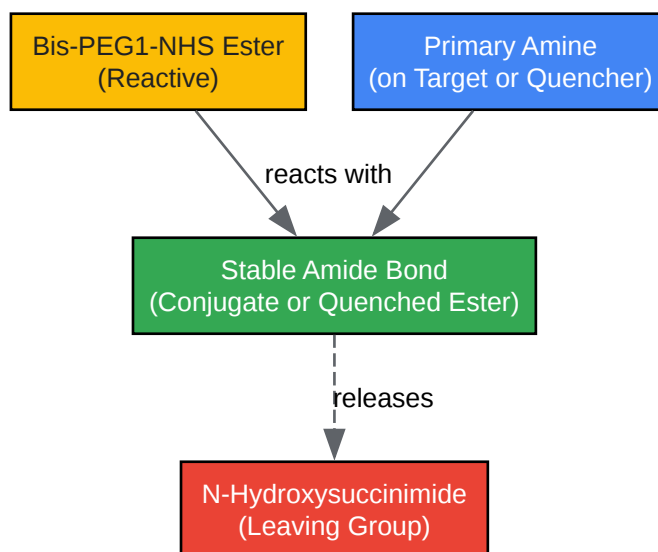 Bis-PEG1-NHS Ester
(Reactive)
Primary Amine
(on Target or Quencher)
reacts with
Stable Amide Bond
(Conjugate or Quenched Ester)
releases
N-Hydroxysuccinimide
(Leaving Group)